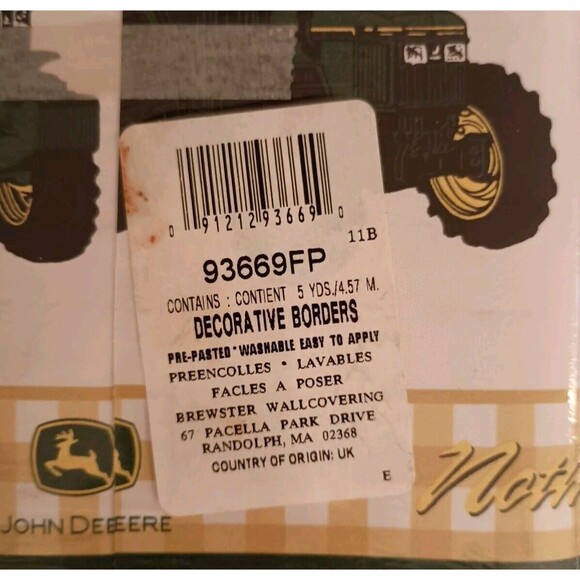 0 91212 93669 0
11B
93669FP
CONTAINS : CONTIENT 5 YDS./4.57 M.
DECORATIVE BORDERS
PRE-PASTED • WASHABLE EASY TO APPLY
PREENCOLLES • LAVABLES
FACLES A POSER
BREWSTER WALLCOVERING
67 PACELLA PARK DRIVE
RANDOLPH, MA 02368
COUNTRY OF ORIGIN: UK
E
JOHN DEEERE
Noth